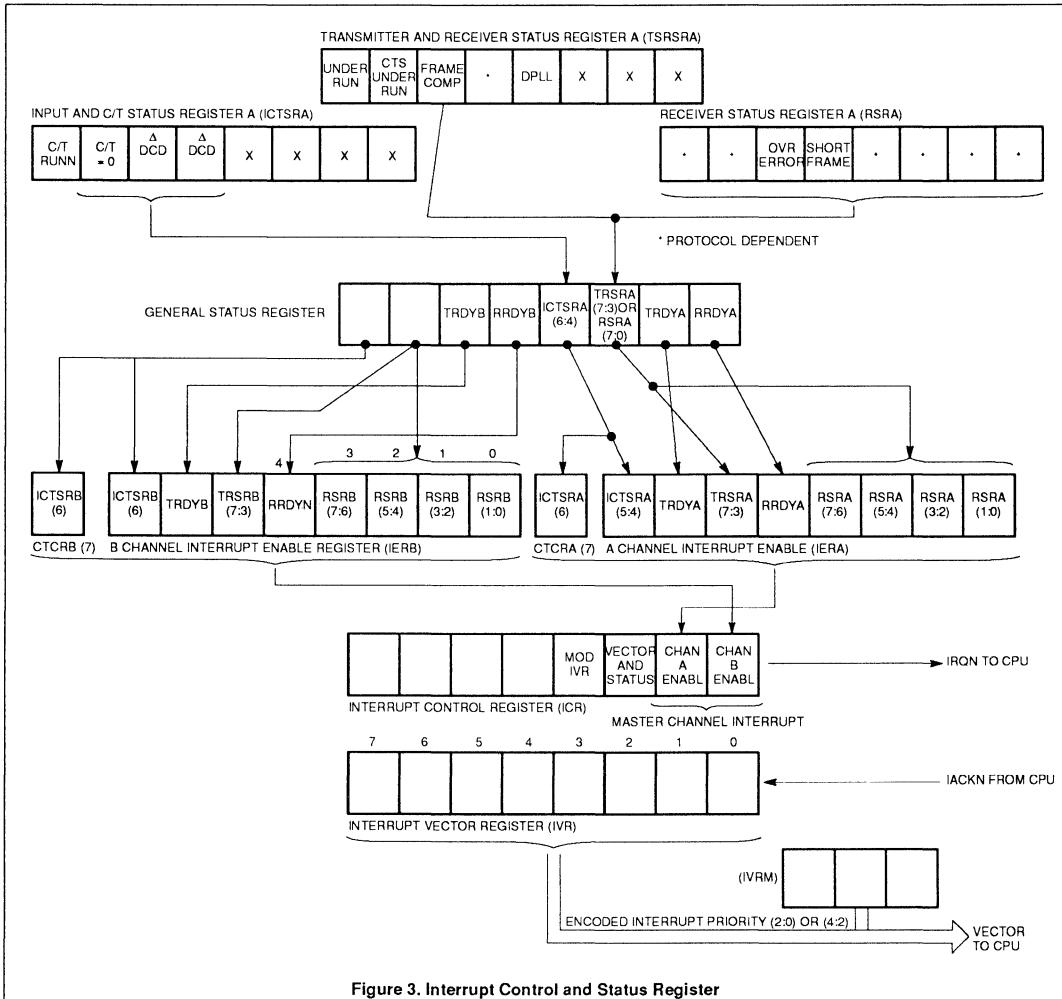 TRANSMITTER AND RECEIVER STATUS REGISTER A (TSRSRA)
UNDER RUN
CTS UNDER RUN
FRAME COMP
*
DPLL
X
X
X
INPUT AND C/T STATUS REGISTER A (ICTSRA)
C/T RUNN
C/T = 0
Δ DCD
Δ DCD
X
X
X
X
RECEIVER STATUS REGISTER A (RSRA)
*
*
OVR ERROR
SHORT FRAME
*
*
*
*
* PROTOCOL DEPENDENT
GENERAL STATUS REGISTER
TRDYB
RRDYB
ICTSRA (6:4)
TRSRA (7:3)OR RSRA (7:0)
TRDYA
RRDYA
4
3
2
1
0
ICTSRB (6)
ICTSRB (6)
TRDYB
TRSRB (7:3)
RRDYN
RSRB (7:6)
RSRB (5:4)
RSRB (3:2)
RSRB (1:0)
ICTSRA (6)
ICTSRA (5:4)
TRDYA
TRSRA (7:3)
RRDYA
RSRA (7:6)
RSRA (5:4)
RSRA (3:2)
RSRA (1:0)
CTCRB (7)
B CHANNEL INTERRUPT ENABLE REGISTER (IERB)
CTCRA (7)
A CHANNEL INTERRUPT ENABLE (IERA)
MOD IVR
VECTOR AND STATUS
CHAN A ENABL
CHAN B ENABL
IRQN TO CPU
INTERRUPT CONTROL REGISTER (ICR)
MASTER CHANNEL INTERRUPT
7
6
5
4
3
2
1
0
IACKN FROM CPU
INTERRUPT VECTOR REGISTER (IVR)
(IVRM)
ENCODED INTERRUPT PRIORITY (2:0) OR (4:2)
VECTOR TO CPU
Figure 3. Interrupt Control and Status Register